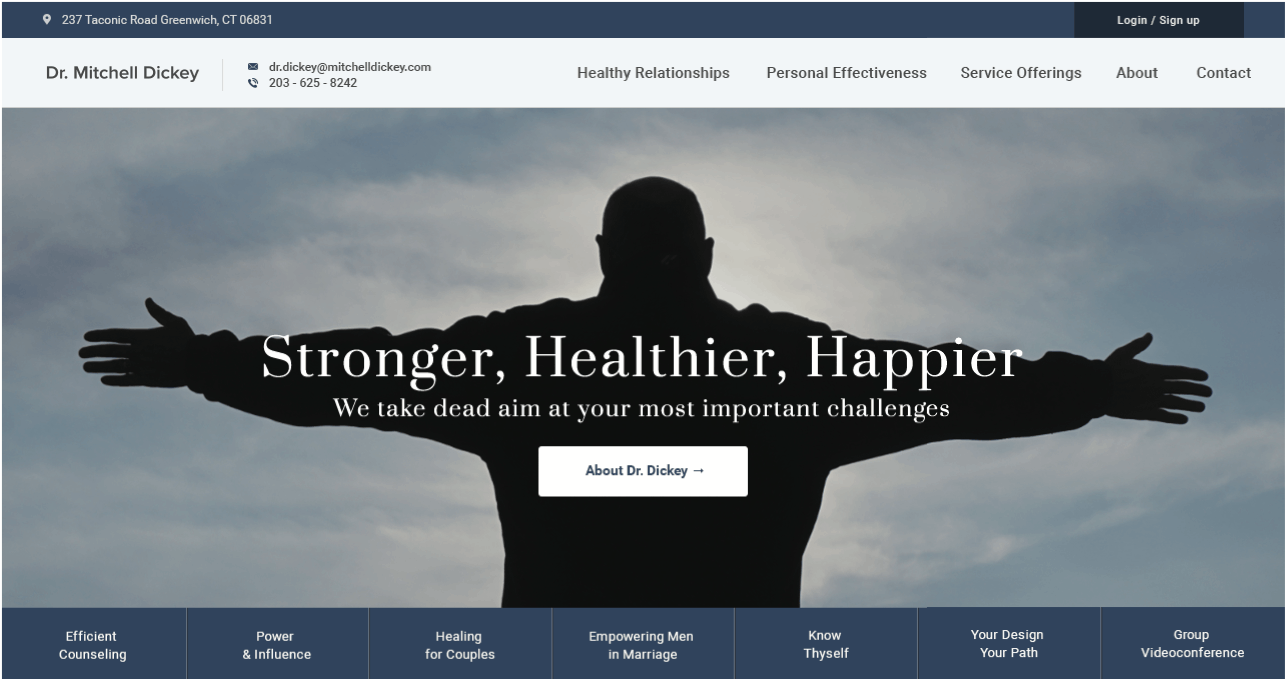 237 Taconic Road Greenwich, CT 06831
Login / Sign up
Dr. Mitchell Dickey
dr.dickey@mitchelldickey.com
203 - 625 - 8242
Healthy Relationships
Personal Effectiveness
Service Offerings
About
Contact
Stronger, Healthier, Happier
We take dead aim at your most important challenges
About Dr. Dickey →
Efficient
Counseling
Power
& Influence
Healing
for Couples
Empowering Men
in Marriage
Know
Thyself
Your Design
Your Path
Group
Videoconference